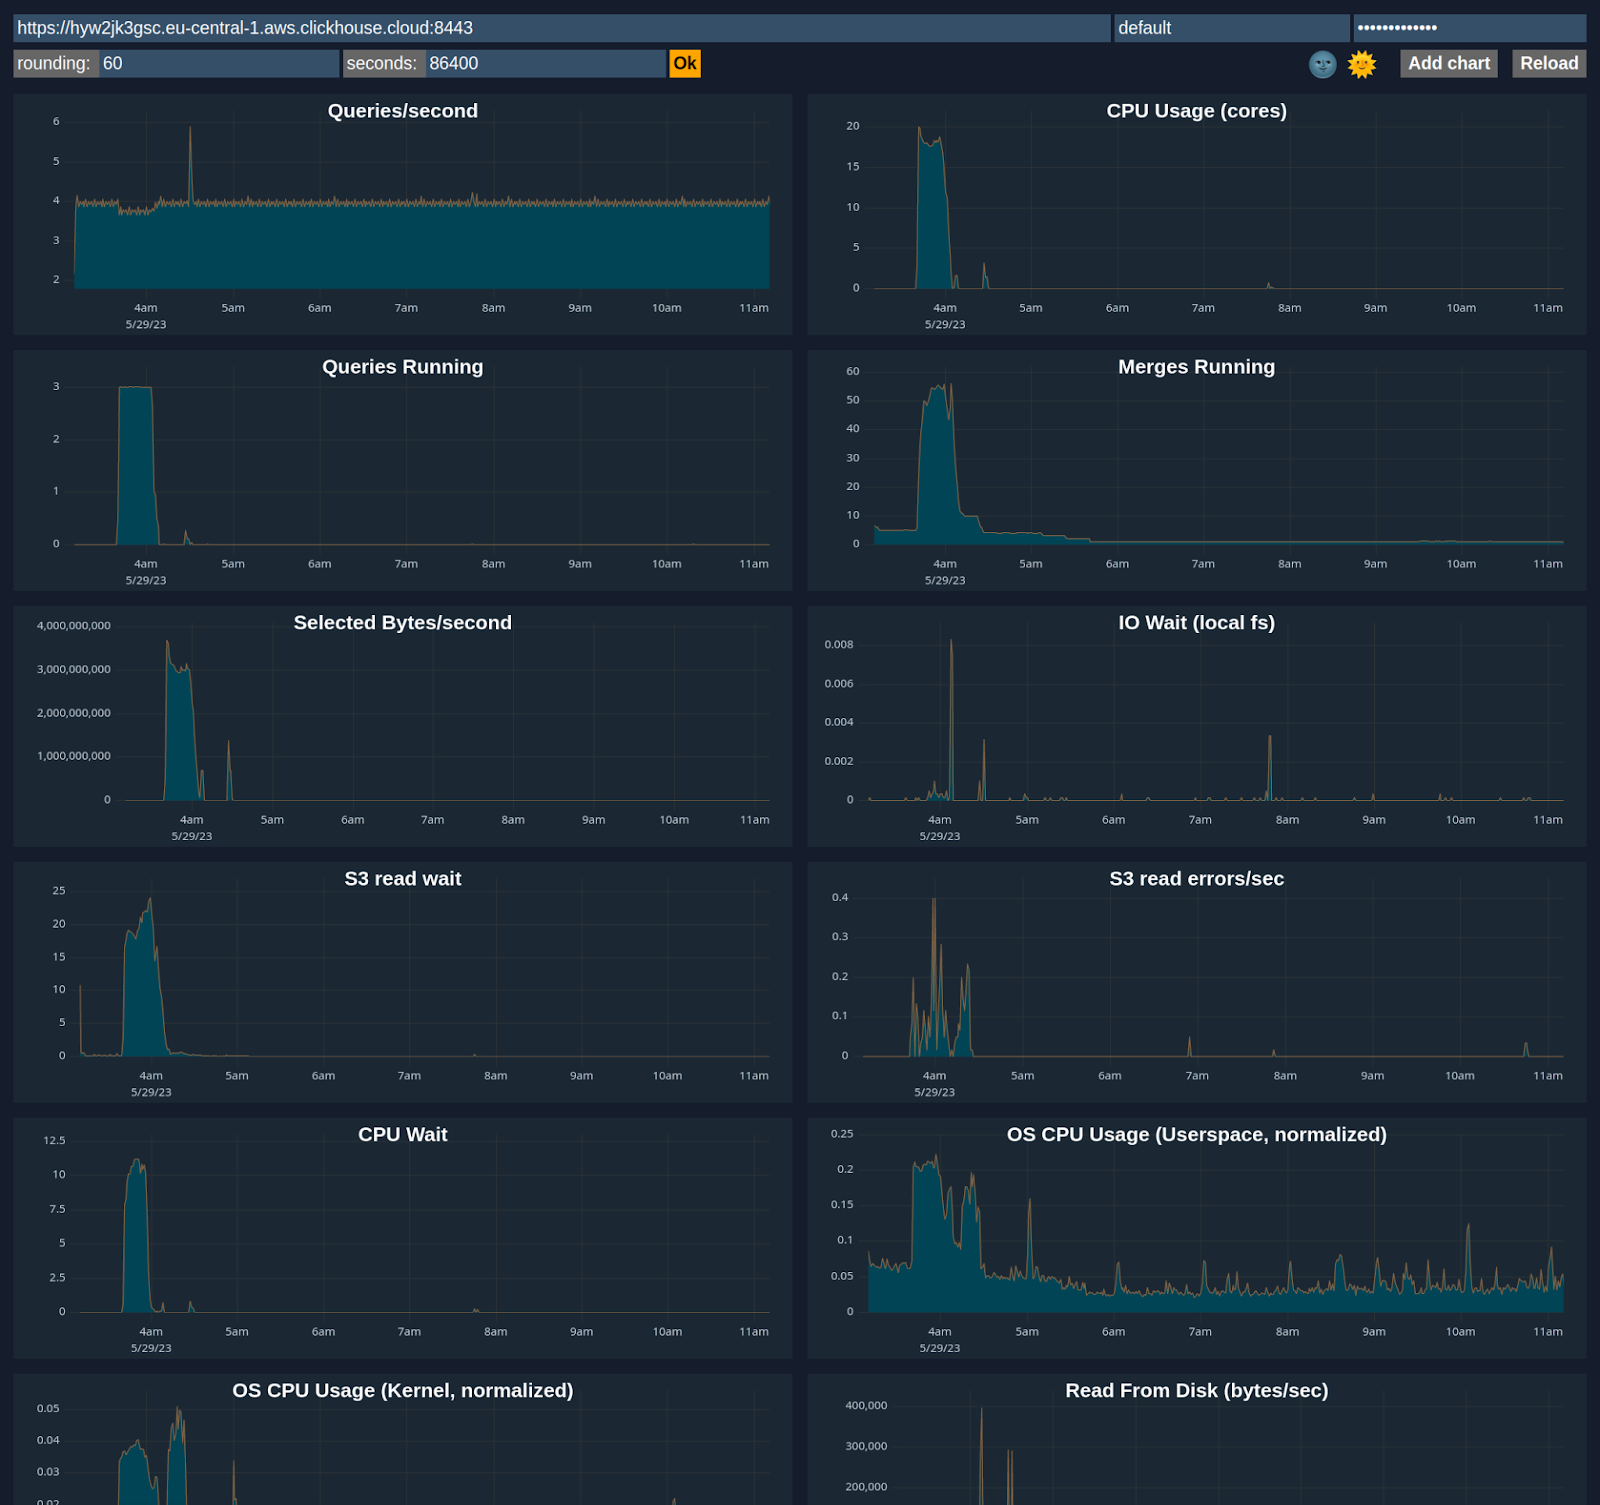 https://hyw2jk3gsc.eu-central-1.aws.clickhouse.cloud:8443 default •••••••••••••
rounding: 60 seconds: 86400 Ok Add chart Reload
Queries/second
6
5
4
3
2
4am 5am 6am 7am 8am 9am 10am 11am
5/29/23
CPU Usage (cores)
20
15
10
5
0
4am 5am 6am 7am 8am 9am 10am 11am
5/29/23
Queries Running
3
2
1
0
4am 5am 6am 7am 8am 9am 10am 11am
5/29/23
Merges Running
60
50
40
30
20
10
0
4am 5am 6am 7am 8am 9am 10am 11am
5/29/23
Selected Bytes/second
4,000,000,000
3,000,000,000
2,000,000,000
1,000,000,000
0
4am 5am 6am 7am 8am 9am 10am 11am
5/29/23
IO Wait (local fs)
0.008
0.006
0.004
0.002
0
4am 5am 6am 7am 8am 9am 10am 11am
5/29/23
S3 read wait
25
20
15
10
5
0
4am 5am 6am 7am 8am 9am 10am 11am
5/29/23
S3 read errors/sec
0.4
0.3
0.2
0.1
0
4am 5am 6am 7am 8am 9am 10am 11am
5/29/23
CPU Wait
12.5
10
7.5
5
2.5
0
4am 5am 6am 7am 8am 9am 10am 11am
5/29/23
OS CPU Usage (Userspace, normalized)
0.25
0.2
0.15
0.1
0.05
0
4am 5am 6am 7am 8am 9am 10am 11am
5/29/23
OS CPU Usage (Kernel, normalized)
0.05
0.04
0.03
0.02
Read From Disk (bytes/sec)
400,000
300,000
200,000